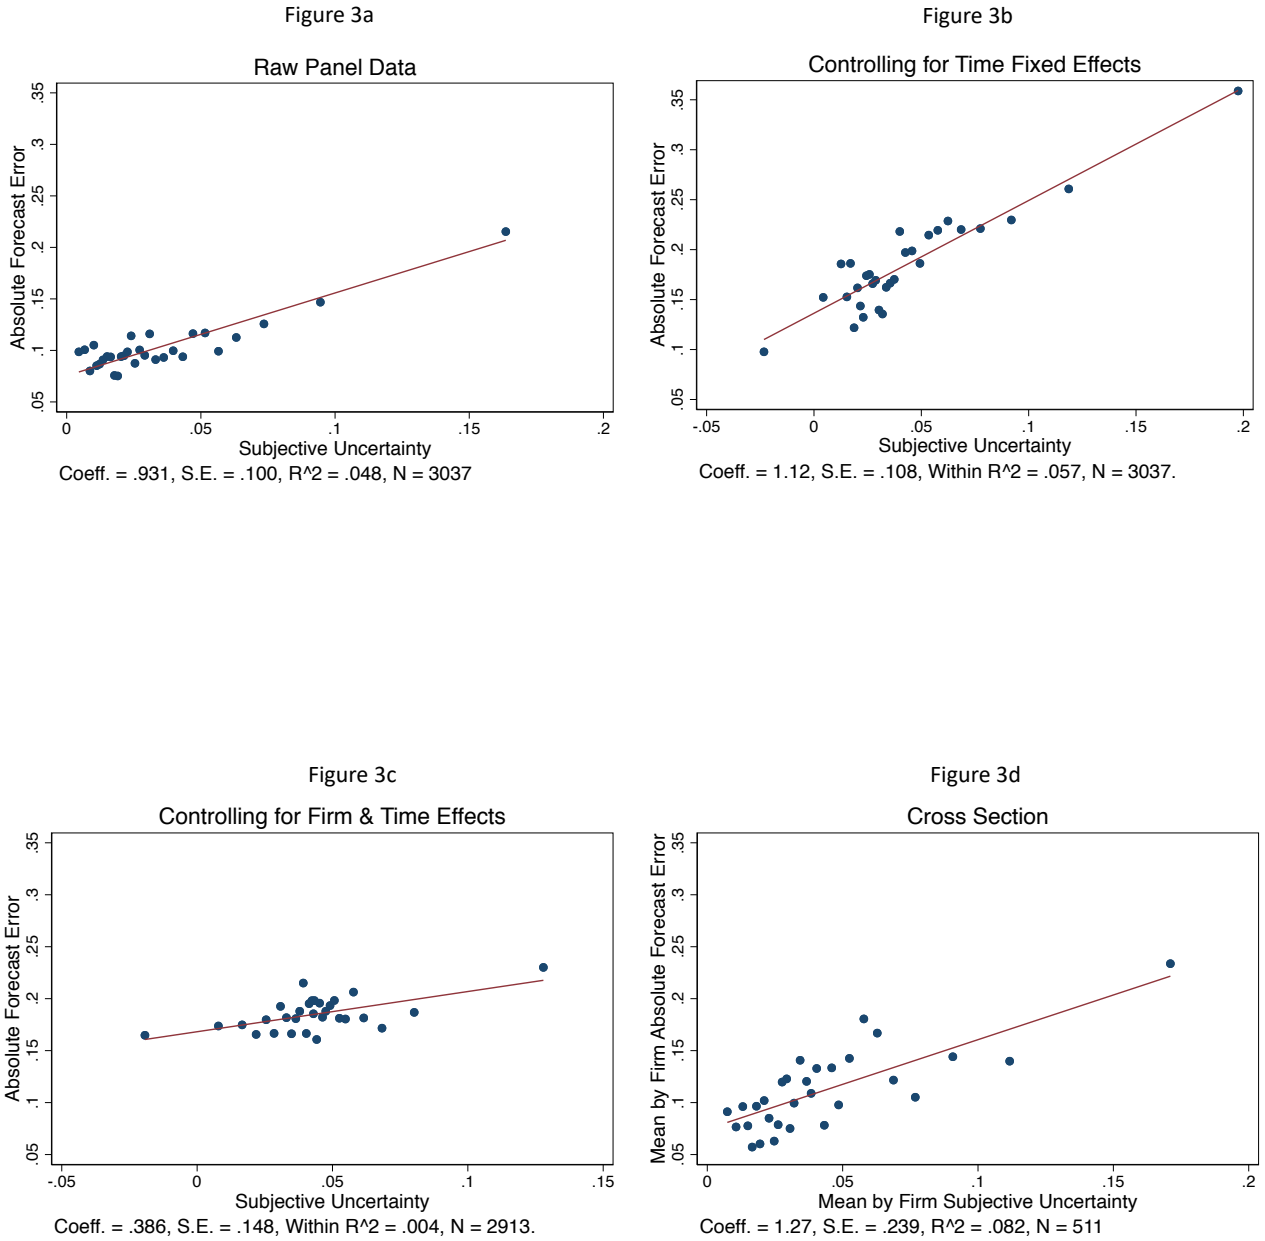 Figure 3a
Raw Panel Data
Absolute Forecast Error
.35
.3
.25
.2
.15
.1
.05
0
.05
.1
.15
.2
Subjective Uncertainty
Coeff. = .931, S.E. = .100, R^2 = .048, N = 3037
Figure 3b
Controlling for Time Fixed Effects
Absolute Forecast Error
.35
.3
.25
.2
.15
.1
.05
-.05
0
.05
.1
.15
.2
Subjective Uncertainty
Coeff. = 1.12, S.E. = .108, Within R^2 = .057, N = 3037.
Figure 3c
Controlling for Firm & Time Effects
Absolute Forecast Error
.35
.3
.25
.2
.15
.1
.05
-.05
0
.05
.1
.15
Subjective Uncertainty
Coeff. = .386, S.E. = .148, Within R^2 = .004, N = 2913.
Figure 3d
Cross Section
Mean by Firm Absolute Forecast Error
.35
.3
.25
.2
.15
.1
.05
0
.05
.1
.15
.2
Mean by Firm Subjective Uncertainty
Coeff = 1.27, S.E. = .239, R^2 = .082, N = 511